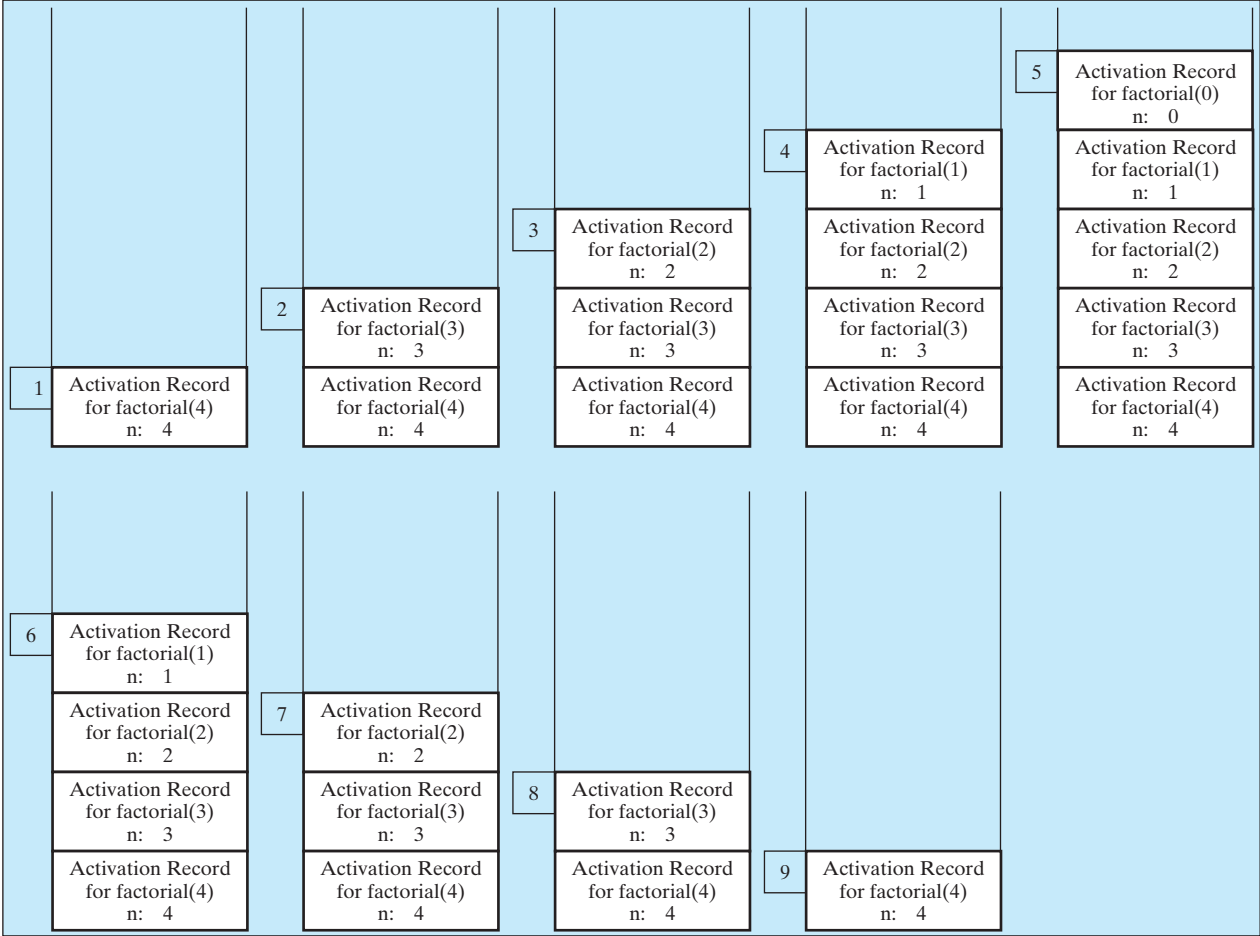 5
Activation Record
for factorial(0)
n: 0
4
Activation Record
for factorial(1)
n: 1
Activation Record
for factorial(1)
n: 1
3
Activation Record
for factorial(2)
n: 2
Activation Record
for factorial(2)
n: 2
Activation Record
for factorial(2)
n: 2
2
Activation Record
for factorial(3)
n: 3
Activation Record
for factorial(3)
n: 3
Activation Record
for factorial(3)
n: 3
Activation Record
for factorial(3)
n: 3
1
Activation Record
for factorial(4)
n: 4
Activation Record
for factorial(4)
n: 4
Activation Record
for factorial(4)
n: 4
Activation Record
for factorial(4)
n: 4
Activation Record
for factorial(4)
n: 4
6
Activation Record
for factorial(1)
n: 1
Activation Record
for factorial(2)
n: 2
7
Activation Record
for factorial(2)
n: 2
Activation Record
for factorial(3)
n: 3
Activation Record
for factorial(3)
n: 3
8
Activation Record
for factorial(3)
n: 3
Activation Record
for factorial(4)
n: 4
Activation Record
for factorial(4)
n: 4
Activation Record
for factorial(4)
n: 4
9
Activation Record
for factorial(4)
n: 4